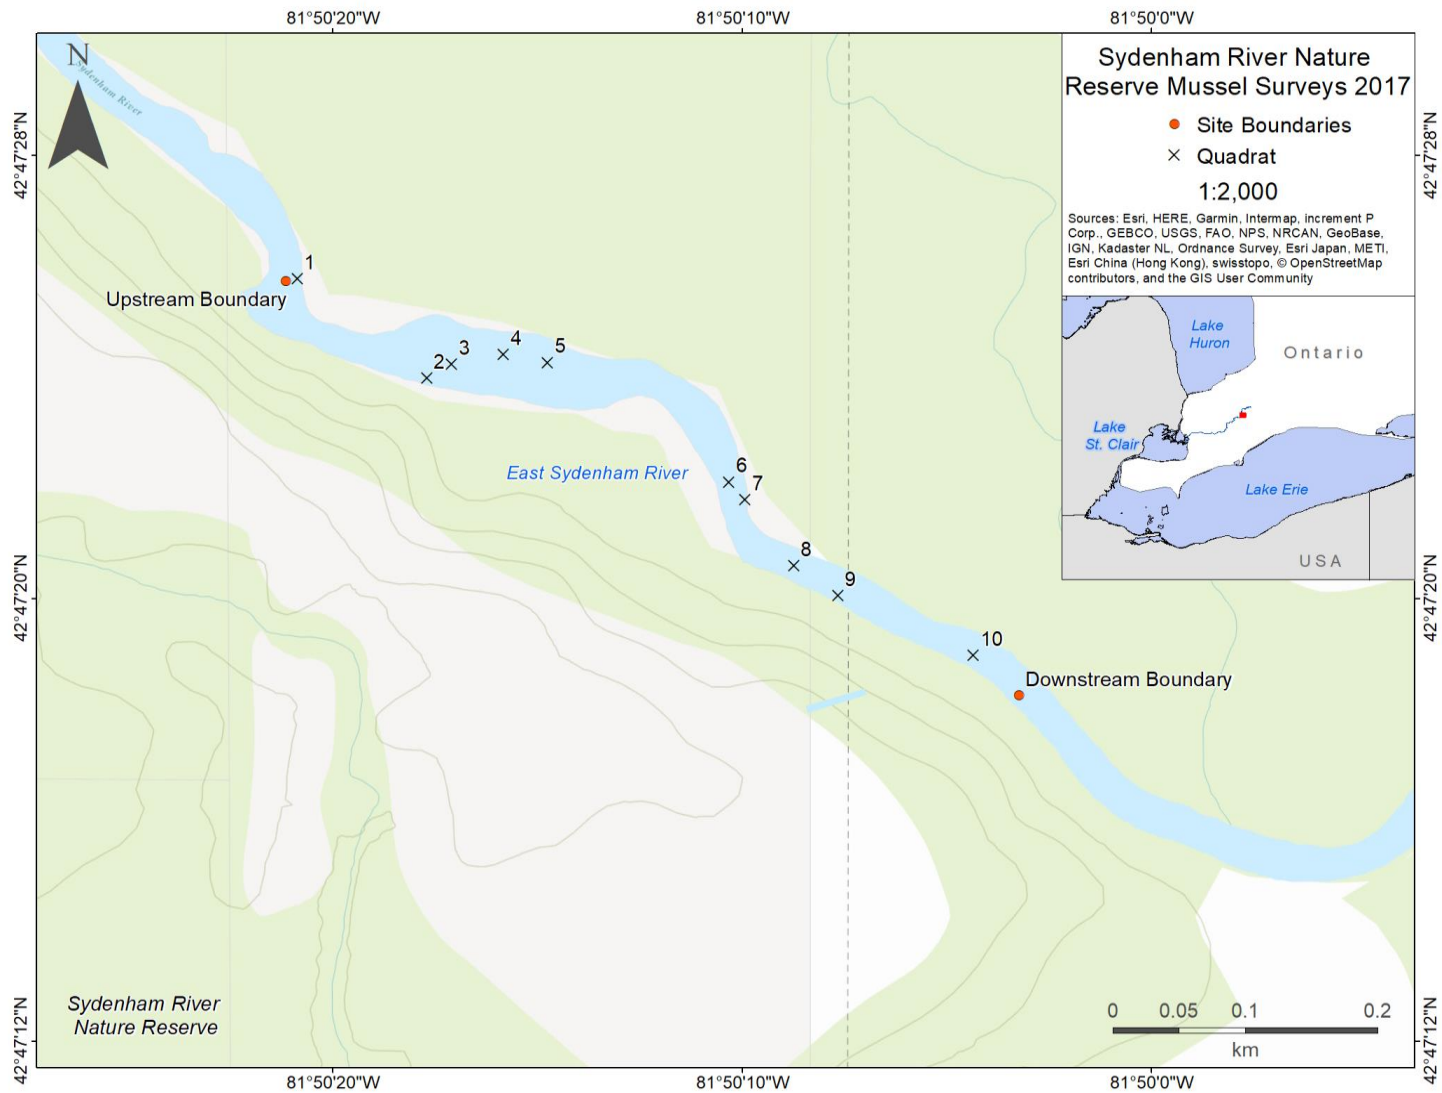 81°50'20"W
81°50'10"W
81°50'0"W
N
Sydenham River
42°47'28"N
42°47'28"N
Sydenham River Nature
Reserve Mussel Surveys 2017
Site Boundaries
Quadrat
1:2,000
Sources: Esri, HERE, Garmin, Intermap, increment P
Corp., GEBCO, USGS, FAO, NPS, NRCAN, GeoBase,
IGN, Kadaster NL, Ordnance Survey, Esri Japan, METI,
Esri China (Hong Kong), swisstopo, © OpenStreetMap
contributors, and the GIS User Community
1
Upstream Boundary
2
3
4
5
Lake
Huron
Ontario
Lake
St. Clair
Lake Erie
USA
East Sydenham River
6
7
8
9
42°47'20"N
42°47'20"N
10
Downstream Boundary
Sydenham River
Nature Reserve
0 0.05 0.1 0.2
km
42°47'12"N
42°47'12"N
81°50'20"W
81°50'10"W
81°50'0"W